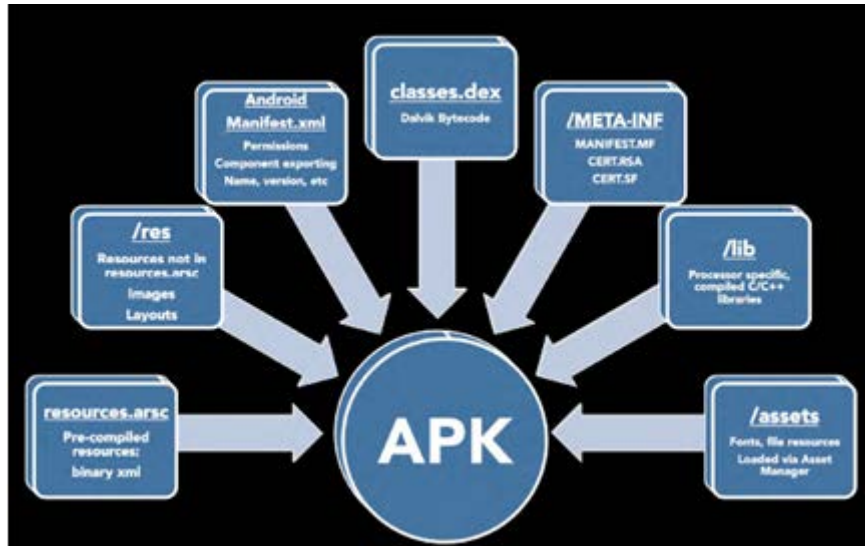 classes.dex
Dalvik Bytecode
Android
Manifest.xml
Permissions
Component exporting
Name, version, etc
/META-INF
MANIFEST.MF
CERT.RSA
CERT.SF
/res
Resources not in
resources.arsc
Images
Layouts
/lib
Processor specific,
compiled C/C++
libraries
resources.arsc
Pre-compiled
resources:
binary xml
APK
/assets
Fonts, file resources
Loaded via Asset
Manager